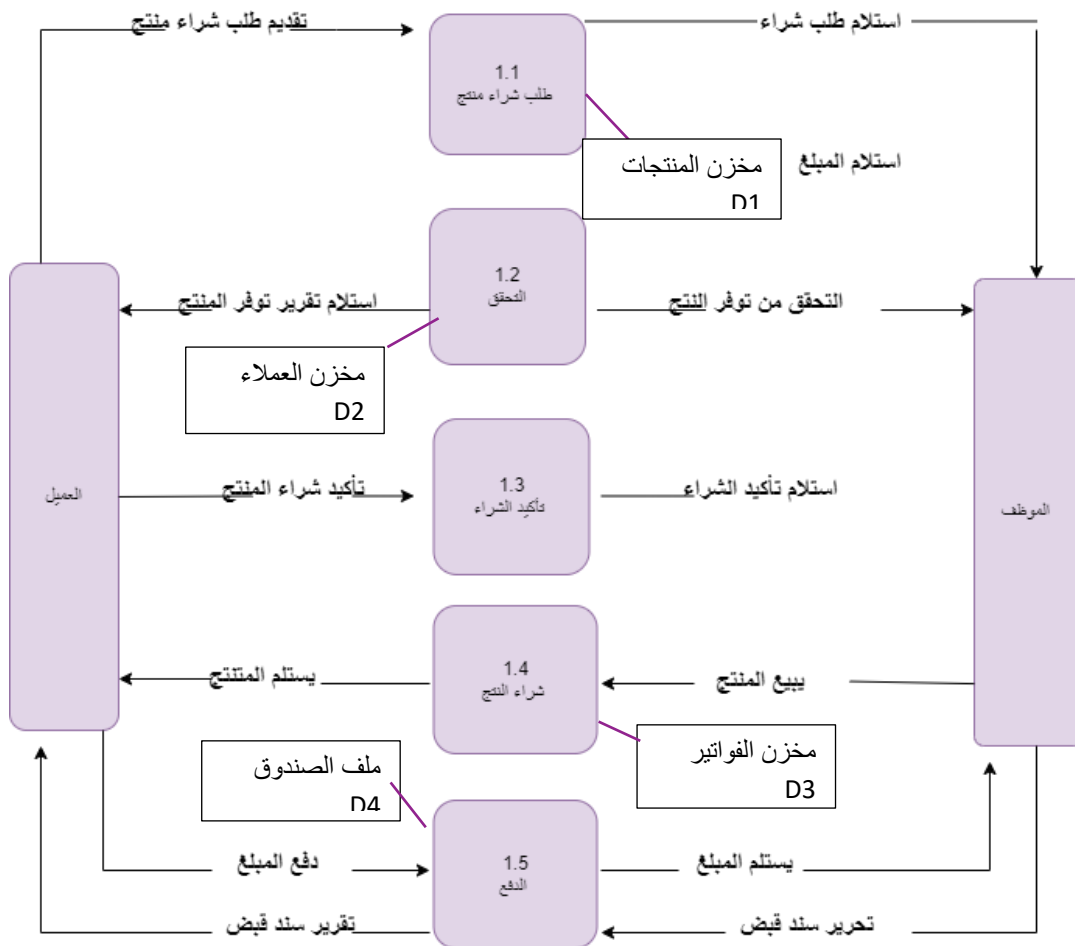 تقديم طلب شراء منتج
استلام طلب شراء
1.1
طلب شراء منتج
مخزن المنتجات
D1
استلام المبلغ
1.2
التحقق
استلام تقرير توفر المنتج
التحقق من توفر النتج
مخزن العملاء
D2
العميل
تأكيد شراء المنتج
1.3
تأكيد الشراء
استلام تأكيد الشراء
الموظف
1.4
شراء النتج
يستلم المتنتج
يبيع المنتج
مخزن الفواتير
D3
ملف الصندوق
D4
دفع المبلغ
1.5
الدفع
يستلم المبلغ
تقرير سند قبض
تحرير سند قبض